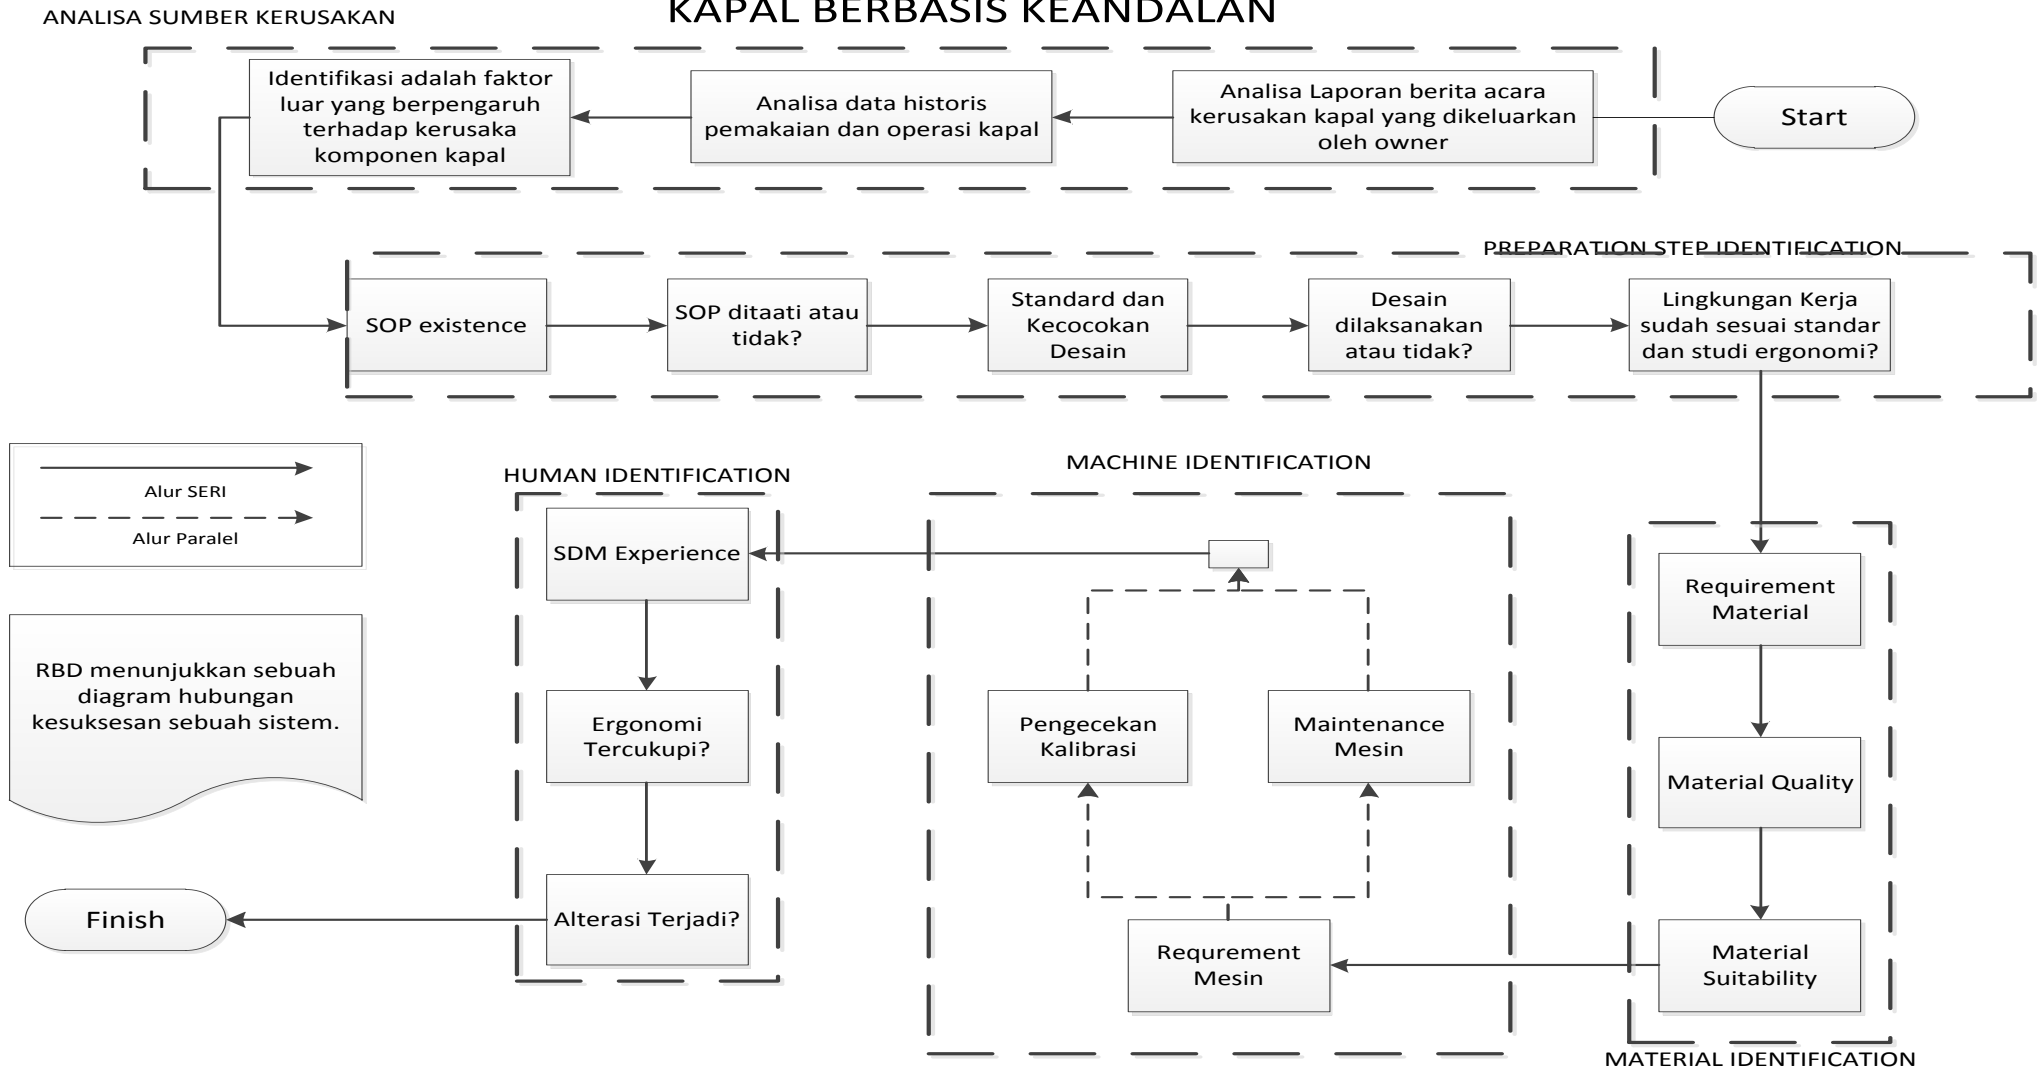 KAPAL BERBASIS KEANDALAN
ANALISA SUMBER KERUSAKAN
Identifikasi adalah faktor
luar yang berpengaruh
terhadap kerusaka
komponen kapal
Analisa data historis
pemakaian dan operasi kapal
Analisa Laporan berita acara
kerusakan kapal yang dikeluarkan
oleh owner
Start
PREPARATION STEP IDENTIFICATION
SOP existence
SOP ditaati atau
tidak?
Standard dan
Kecocokan
Desain
Desain
dilaksanakan
atau tidak?
Lingkungan Kerja
sudah sesuai standar
dan studi ergonomi?
Alur SERI
Alur Paralel
RBD menunjukkan sebuah
diagram hubungan
kesuksesan sebuah sistem.
HUMAN IDENTIFICATION
SDM Experience
Ergonomi
Tercukupi?
Alterasi Terjadi?
Finish
MACHINE IDENTIFICATION
Pengecekan
Kalibrasi
Maintenance
Mesin
Requrement
Mesin
Requirement
Material
Material Quality
Material
Suitability
MATERIAL IDENTIFICATION